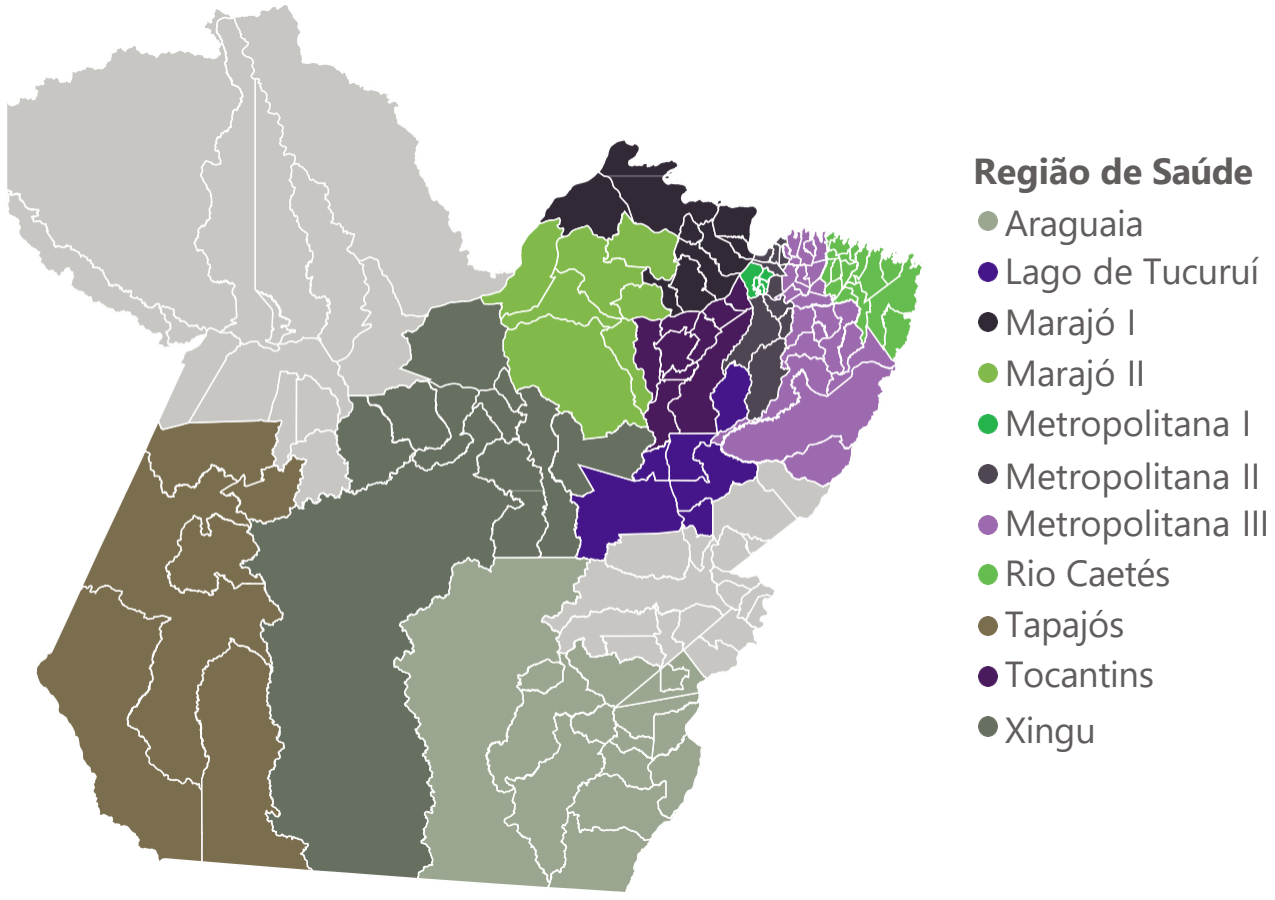 Região de Saúde
Araguaia
Lago de Tucuruí
Marajó I
Marajó II
Metropolitana I
Metropolitana II
Metropolitana III
Rio Caetés
Tapajós
Tocantins
Xingu